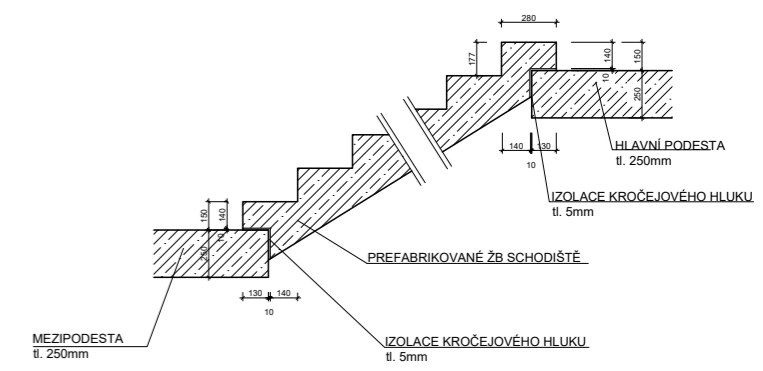 280
177
140
10
150
250
HLAVNÍ PODESTA
tl. 250mm
140
130
10
IZOLACE KROČEJOVÉHO HLUKU
tl. 5mm
150
140
10
250
PREFABRIKOVANÉ ŽB SCHODIŠTĚ
130
140
10
MEZIPODESTA
tl. 250mm
IZOLACE KROČEJOVÉHO HLUKU
tl. 5mm